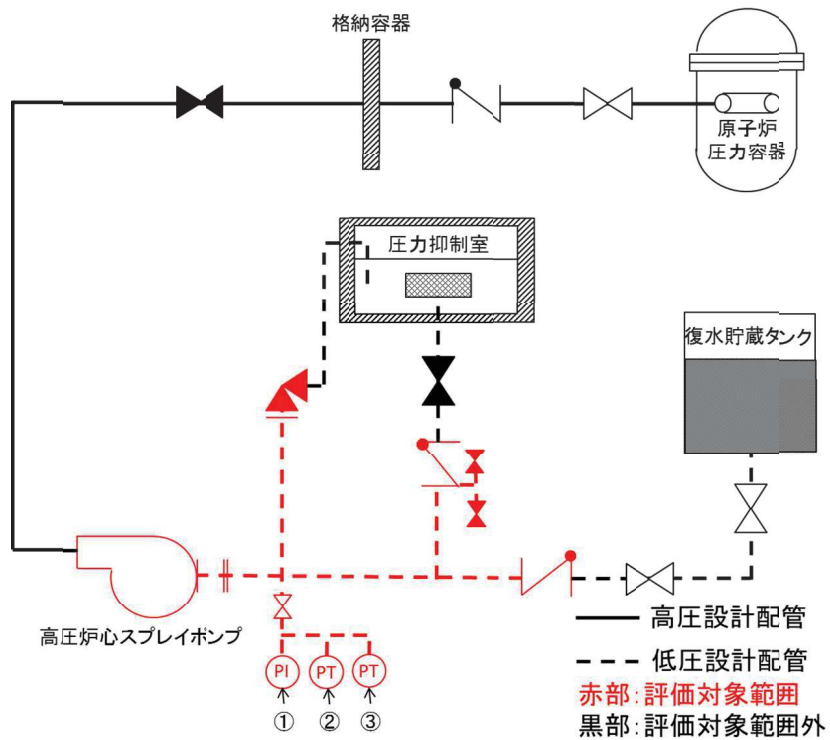 格納容器
原子炉
圧力容器
圧力抑制室
復水貯蔵タンク
高圧炉心スプレイポンプ
PI
PT
PT
①
②
③
高圧設計配管
低圧設計配管
赤部:評価対象範囲
黒部:評価対象範囲外